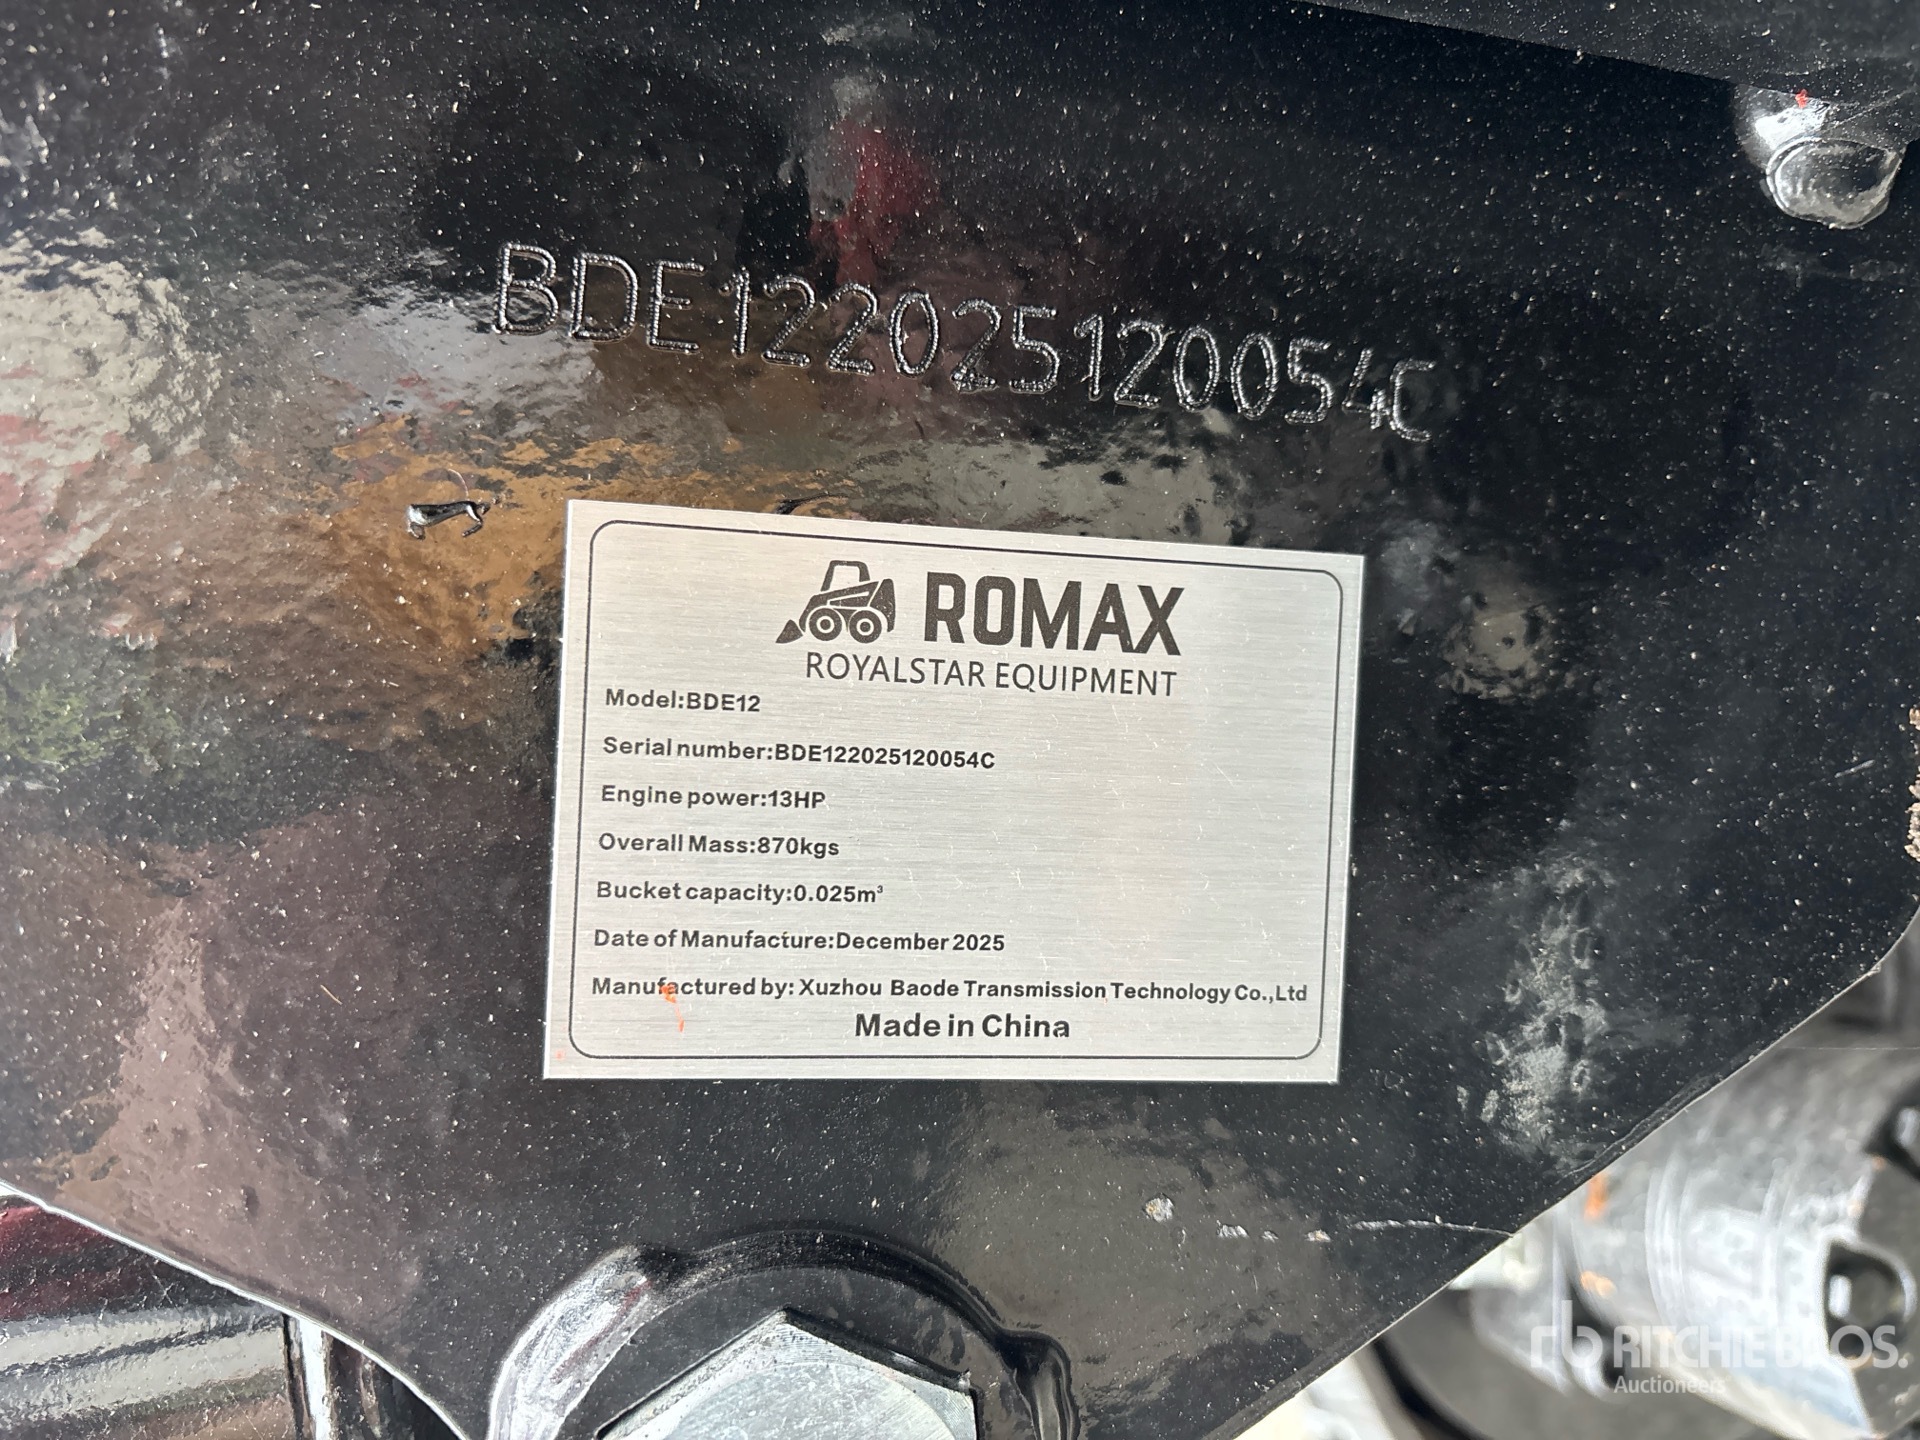 BDE122025120054C
ROMAX
ROYALSTAR EQUIPMENT
Model:BDE12
Serial number:BDE122025120054C
Engine power:13HP
Overall Mass:870kgs
Bucket capacity:0.025m³
Date of Manufacture:December 2025
Manufactured by: Xuzhou Baode Transmission Technology Co.,Ltd
Made in China
rb RITCHIE BROS.
Auctioneers